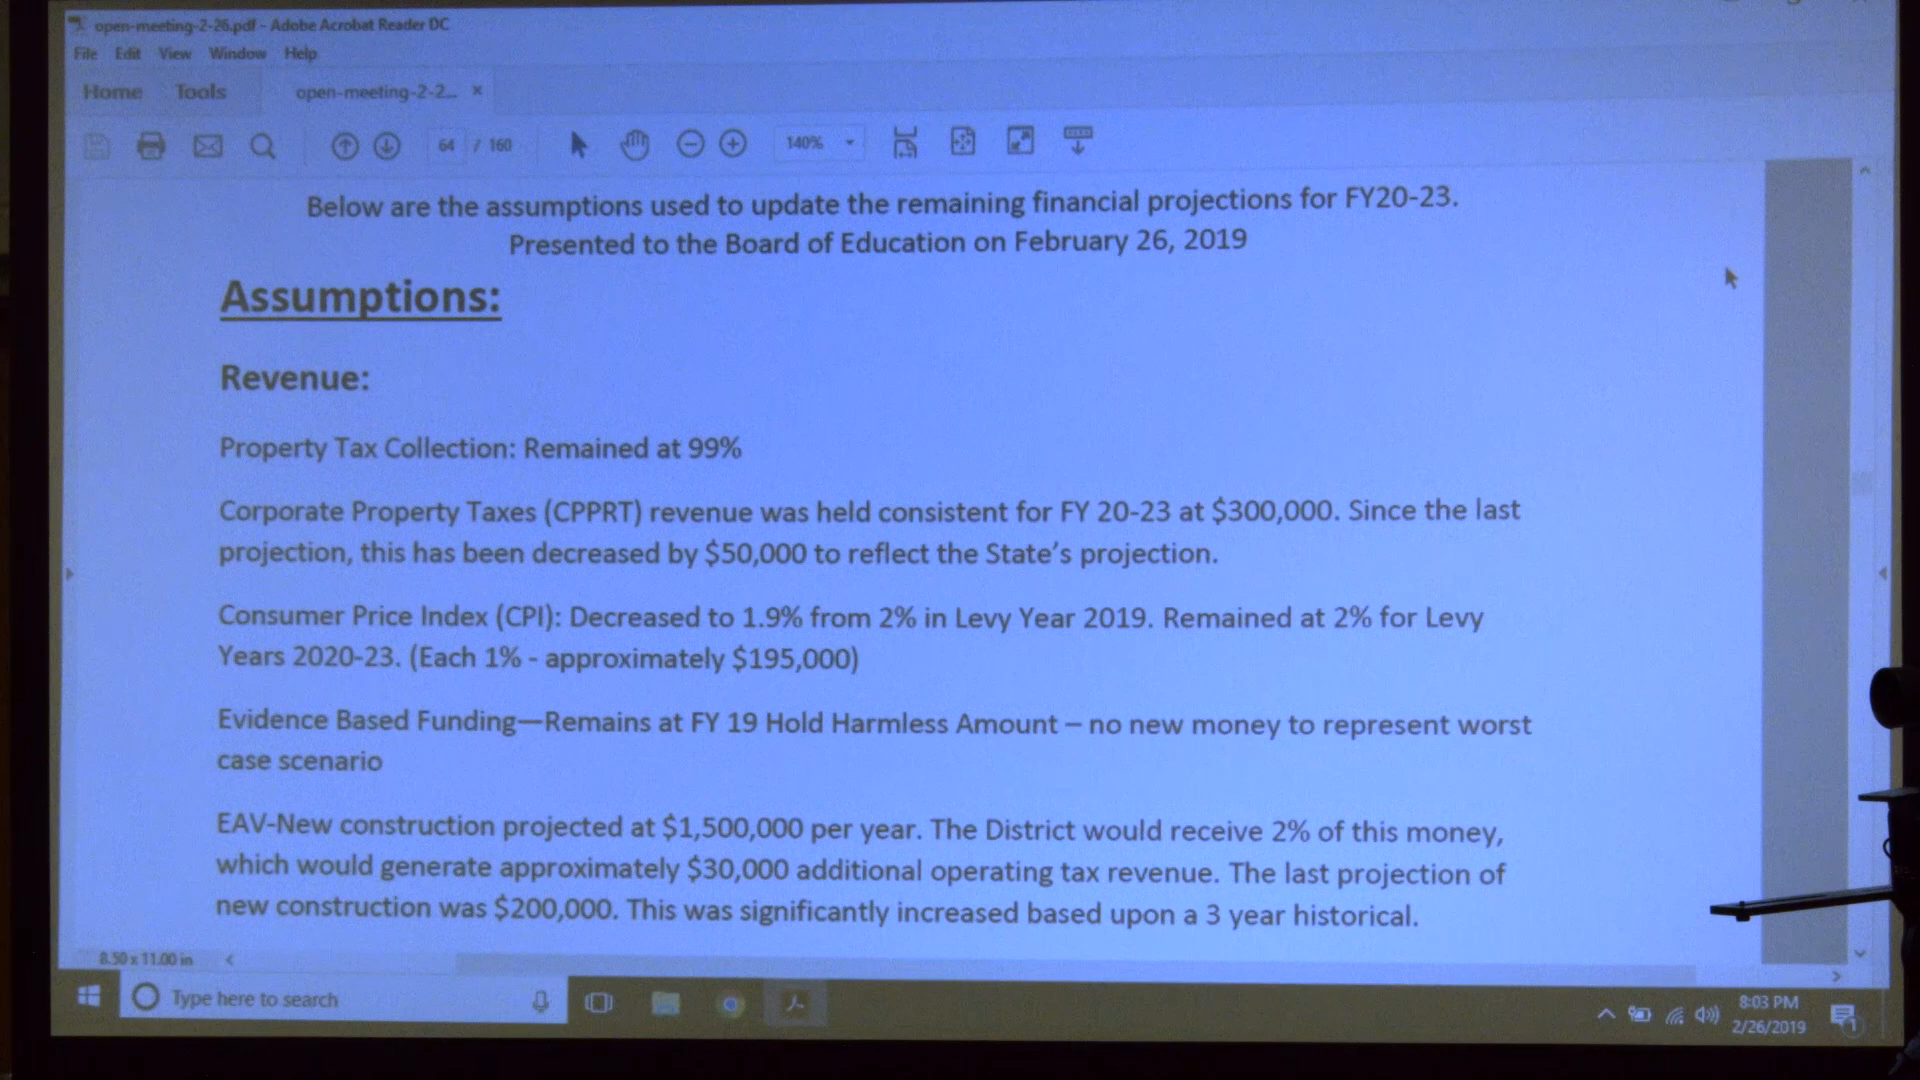 open-meeting-2-26.pdf - Adobe Acrobat Reader DC
File Edit View Window Help
Home Tools open-meeting-2-2... ×
64 / 160 140%
Below are the assumptions used to update the remaining financial projections for FY20-23.
Presented to the Board of Education on February 26, 2019
Assumptions:
Revenue:
Property Tax Collection: Remained at 99%
Corporate Property Taxes (CPPRT) revenue was held consistent for FY 20-23 at $300,000. Since the last
projection, this has been decreased by $50,000 to reflect the State's projection.
Consumer Price Index (CPI): Decreased to 1.9% from 2% in Levy Year 2019. Remained at 2% for Levy
Years 2020-23. (Each 1% - approximately $195,000)
Evidence Based Funding—Remains at FY 19 Hold Harmless Amount – no new money to represent worst
case scenario
EAV-New construction projected at $1,500,000 per year. The District would receive 2% of this money,
which would generate approximately $30,000 additional operating tax revenue. The last projection of
new construction was $200,000. This was significantly increased based upon a 3 year historical.
8.50 x 11.00 in
Type here to search
8:03 PM
2/26/2019
1